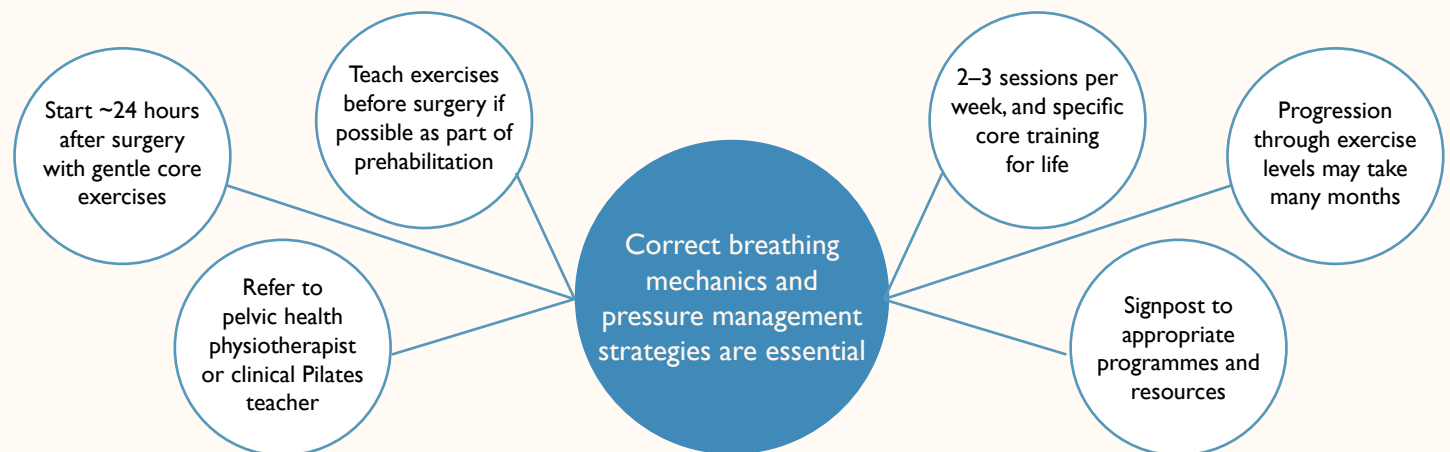 Start ~24 hours
after surgery
with gentle core
exercises
Teach exercises
before surgery if
possible as part of
prehabilitation
Refer to
pelvic health
physiotherapist
or clinical Pilates
teacher
Correct breathing
mechanics and
pressure management
strategies are essential
2–3 sessions per
week, and specific
core training
for life
Progression
through exercise
levels may take
many months
Signpost to
appropriate
programmes and
resources